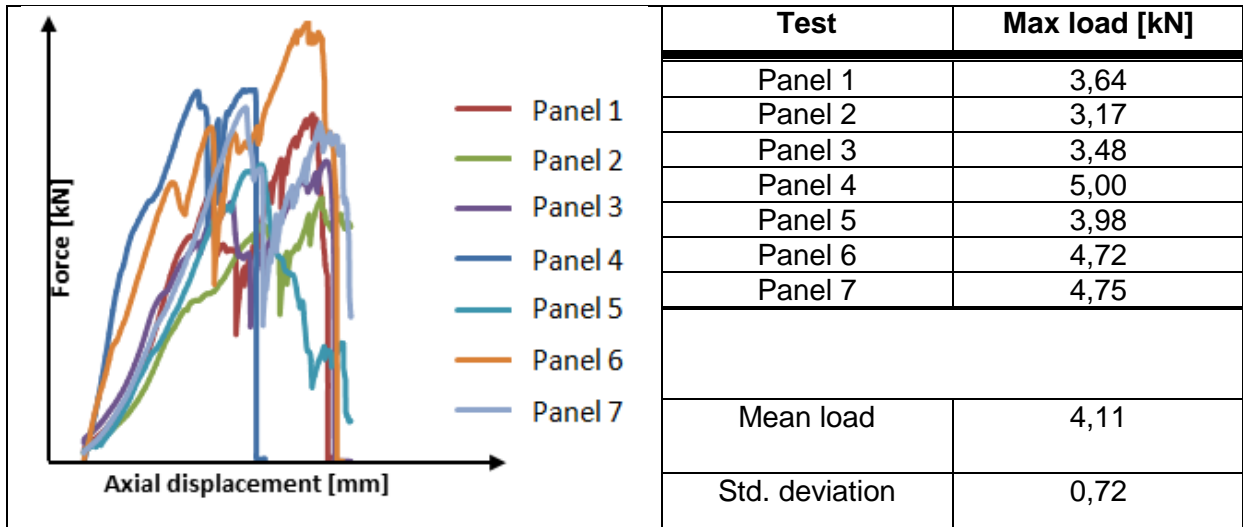 Force [kN]
Axial displacement [mm]
Panel 1
Panel 2
Panel 3
Panel 4
Panel 5
Panel 6
Panel 7
Test Max load [kN]
Panel 1 3,64
Panel 2 3,17
Panel 3 3,48
Panel 4 5,00
Panel 5 3,98
Panel 6 4,72
Panel 7 4,75
Mean load 4,11
Std. deviation 0,72